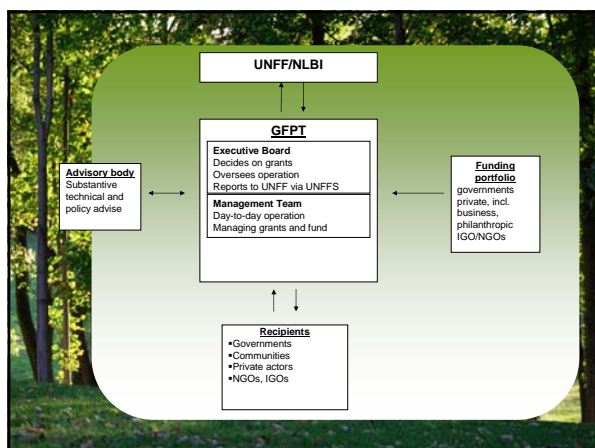 UNFF/NLBI
GFPT
Executive Board
Decides on grants
Oversees operation
Reports to UNFF via UNFFS
Management Team
Day-to-day operation
Managing grants and fund
Advisory body
Substantive
technical and
policy advise
Funding
portfolio
governments
private, incl.
business,
philanthropic
IGO/NGOs
Recipients
▪Governments
▪Communities
▪Private actors
▪NGOs, IGOs